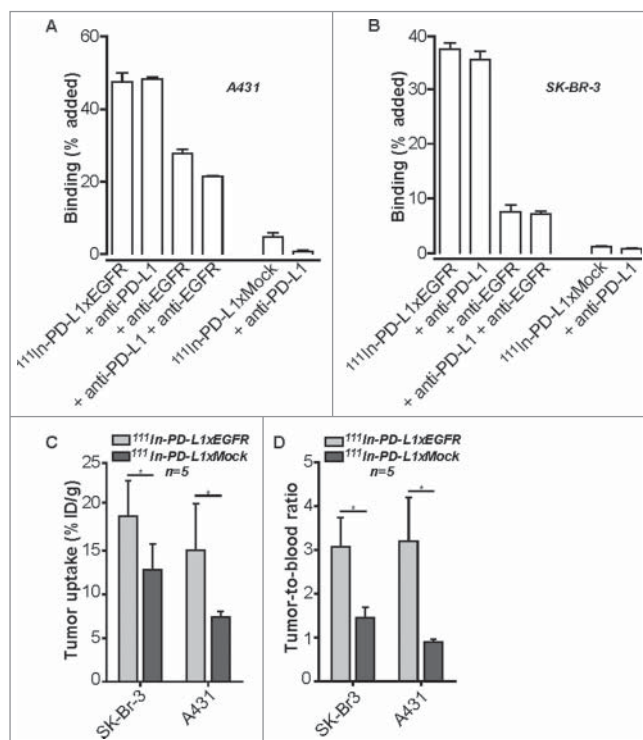 A
60
40
20
0
Binding (% added)
A431
¹¹¹In-PD-L1xEGFR
+ anti-PD-L1
+ anti-EGFR
+ anti-PD-L1 + anti-EGFR
¹¹¹In-PD-L1xMock
+ anti-PD-L1
B
40
30
20
10
0
Binding (% added)
SK-BR-3
¹¹¹In-PD-L1xEGFR
+ anti-PD-L1
+ anti-EGFR
+ anti-PD-L1 + anti-EGFR
¹¹¹In-PD-L1xMock
+ anti-PD-L1
C
¹¹¹In-PD-L1xEGFR
¹¹¹In-PD-L1xMock
n=5
25
20
15
10
5
0
Tumor uptake (% ID/g)
*
*
SK-Br-3
A431
D
¹¹¹In-PD-L1xEGFR
¹¹¹In-PD-L1xMock
n=5
5
4
3
2
1
0
Tumor-to-blood ratio
*
*
SK-Br3
A431